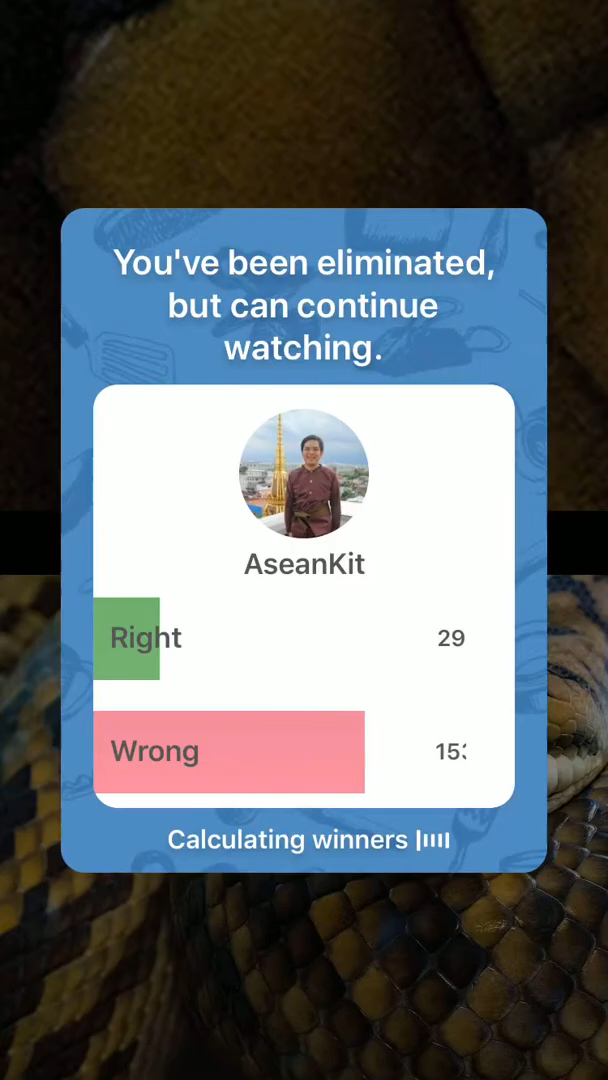 You've been eliminated,
but can continue
watching.
AseanKit
Right
29
Wrong
Calculating winners